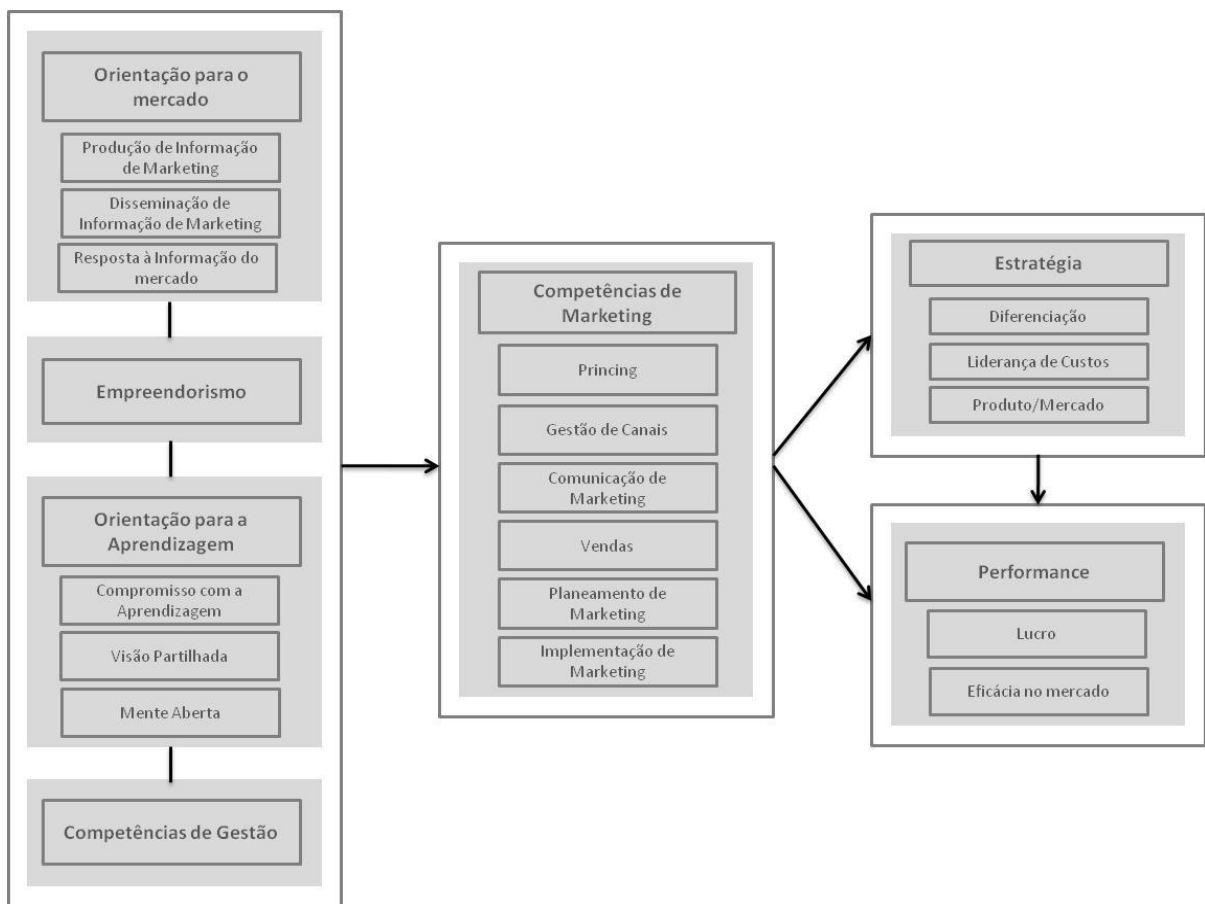 Orientação para o
mercado
Produção de Informação
de Marketing
Disseminação de
Informação de Marketing
Resposta à Informação do
mercado
Empreendorismo
Orientação para a
Aprendizagem
Compromisso com a
Aprendizagem
Visão Partilhada
Mente Aberta
Competências de Gestão
Competências de
Marketing
Princing
Gestão de Canais
Comunicação de
Marketing
Vendas
Planeamento de
Marketing
Implementação de
Marketing
Estratégia
Diferenciação
Liderança de Custos
Produto/Mercado
Performance
Lucro
Eficácia no mercado